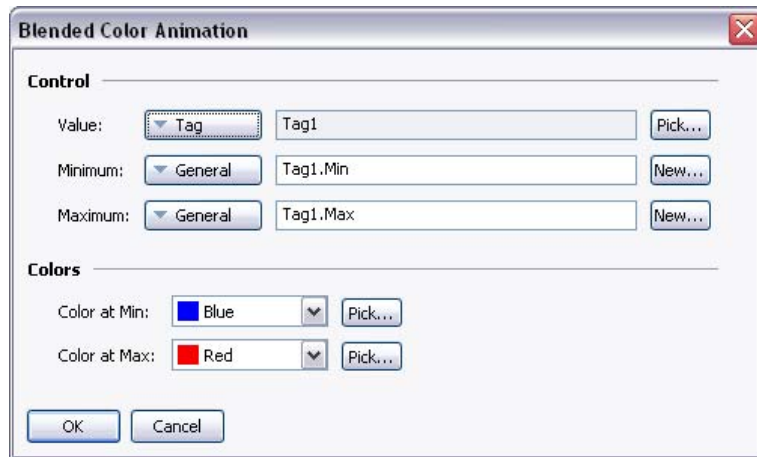 Blended Color Animation
Control
Value: Tag Tag1 Pick...
Minimum: General Tag1.Min New...
Maximum: General Tag1.Max New...
Colors
Color at Min: Blue Pick...
Color at Max: Red Pick...
OK Cancel